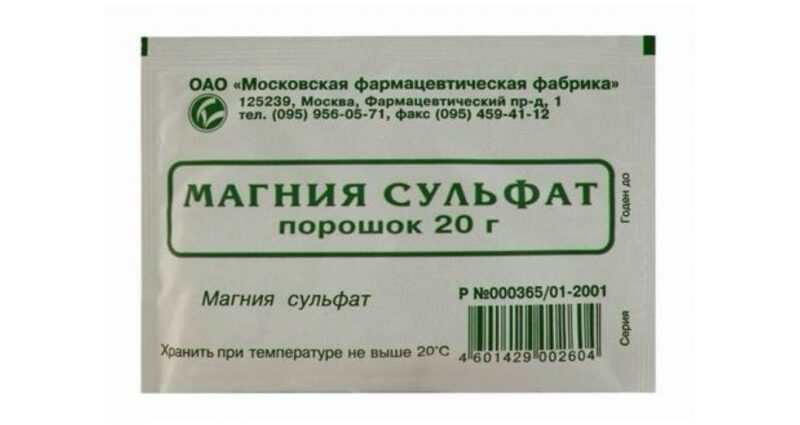 ОАО «Московская фармацевтическая фабрика»
125239, Москва, Фармацевтический пр-д, 1
тел. (095) 956-05-71, факс (095) 459-41-12
МАГНИЯ СУЛЬФАТ
порошок 20 г
Годен до
Магния сульфат
Р №000365/01-2001
Серия
Хранить при температуре не выше 20°С
4 601429 002604